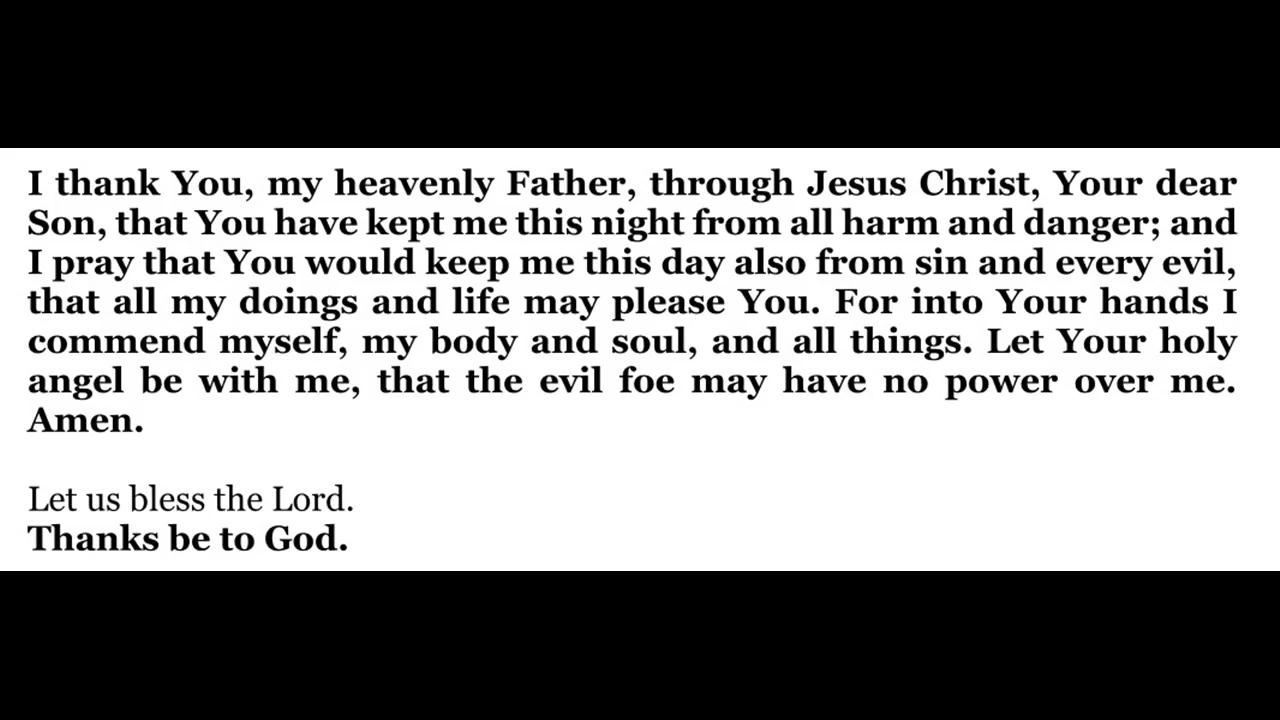 I thank You, my heavenly Father, through Jesus Christ, Your dear
Son, that You have kept me this night from all harm and danger; and
I pray that You would keep me this day also from sin and every evil,
that all my doings and life may please You. For into Your hands I
commend myself, my body and soul, and all things. Let Your holy
angel be with me, that the evil foe may have no power over me.
Amen.
Let us bless the Lord.
Thanks be to God.